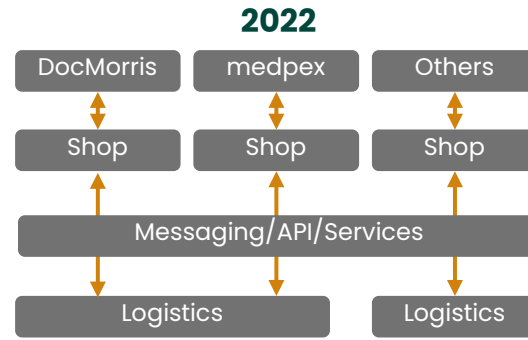 2022
DocMorris medpex Others
Shop Shop Shop
Messaging/API/Services
Logistics Logistics